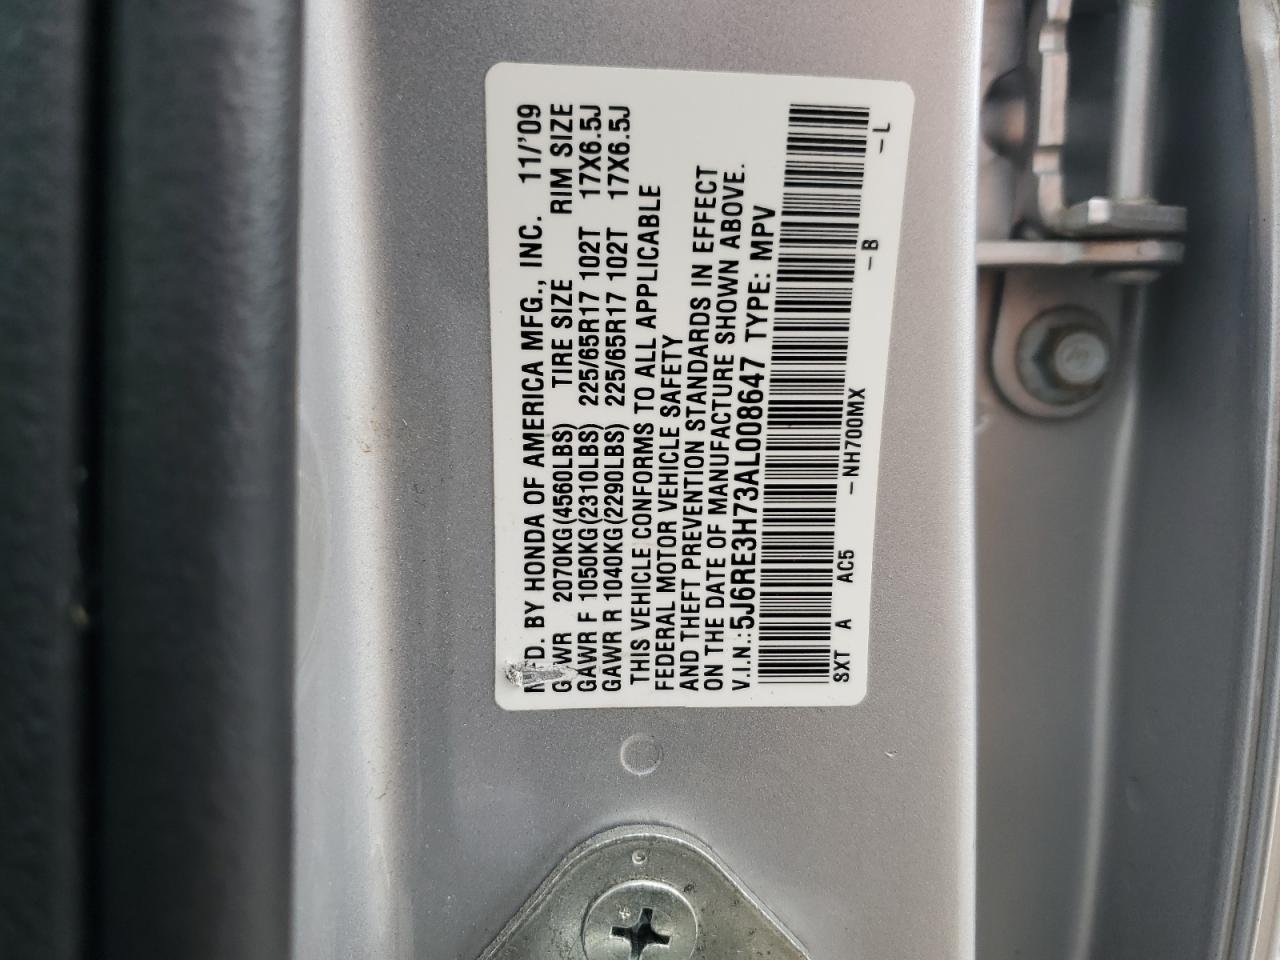 MFD. BY HONDA OF AMERICA MFG., INC. 11/'09
GVWR 2070KG(4560LBS) TIRE SIZE RIM SIZE
GAWR F 1050KG(2310LBS) 225/65R17 102T 17X6.5J
GAWR R 1040KG(2290LBS) 225/65R17 102T 17X6.5J
THIS VEHICLE CONFORMS TO ALL APPLICABLE
FEDERAL MOTOR VEHICLE SAFETY
AND THEFT PREVENTION STANDARDS IN EFFECT
ON THE DATE OF MANUFACTURE SHOWN ABOVE.
V.I.N.:5J6RE3H73AL008647 TYPE: MPV
SXT A AC5 -NH700MX -B -L